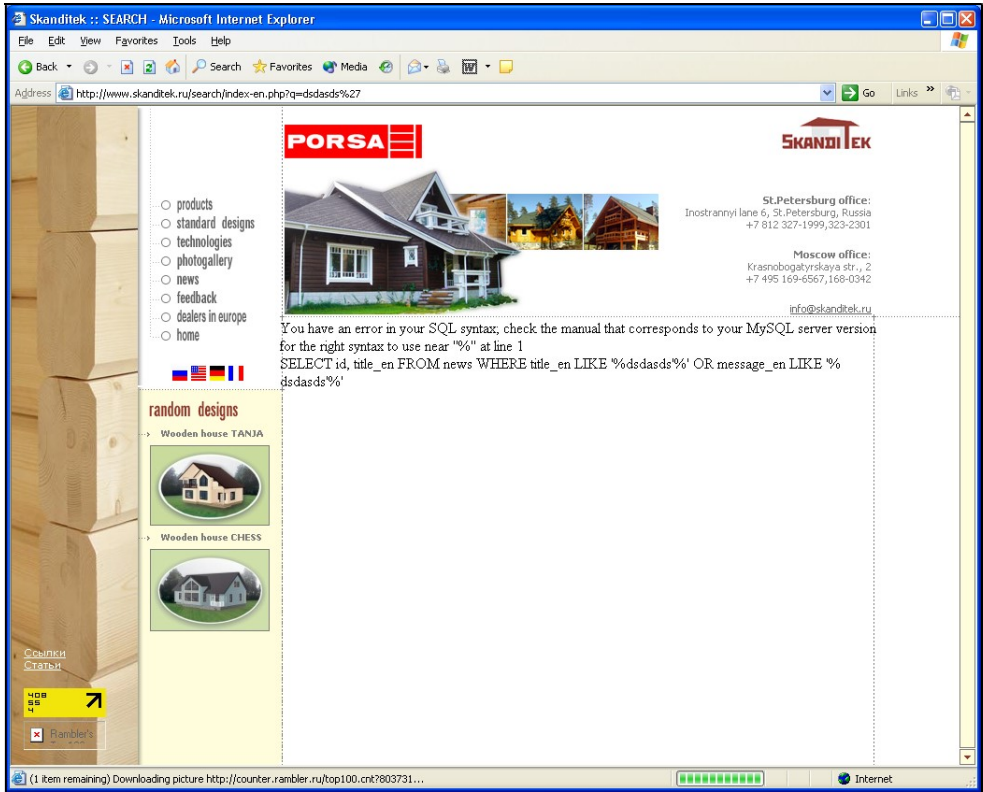 Skanditek :: SEARCH - Microsoft Internet Explorer
File Edit View Favorites Tools Help
Back Search Favorites Media
Address http://www.skanditek.ru/search/index-en.php?q=dsdasds%27 Go Links »
PORSA
SKANDITEK
products
standard designs
technologies
photogallery
news
feedback
dealers in europe
home
St.Petersburg office:
Inostrannyi lane 6, St.Petersburg, Russia
+7 812 327-1999,323-2301
Moscow office:
Krasnobogatyrskaya str., 2
+7 495 169-6567,168-0342
info@skanditek.ru
You have an error in your SQL syntax; check the manual that corresponds to your MySQL server version
for the right syntax to use near "%" at line 1
SELECT id, title_en FROM news WHERE title_en LIKE '%dsdasds'%' OR message_en LIKE '%
dsdasds'%'
random designs
Wooden house TANJA
Wooden house CHESS
Ссылки
Статьи
408
55
4
Rambler's
(1 item remaining) Downloading picture http://counter.rambler.ru/top100.cnt?803731... Internet